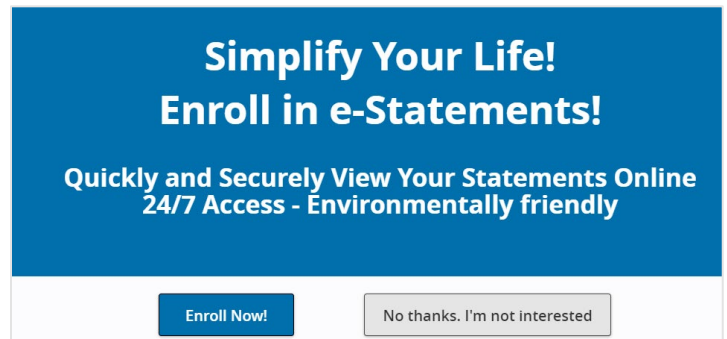 Simplify Your Life!
Enroll in e-Statements!
Quickly and Securely View Your Statements Online
24/7 Access - Environmentally friendly
Enroll Now!
No thanks. I'm not interested